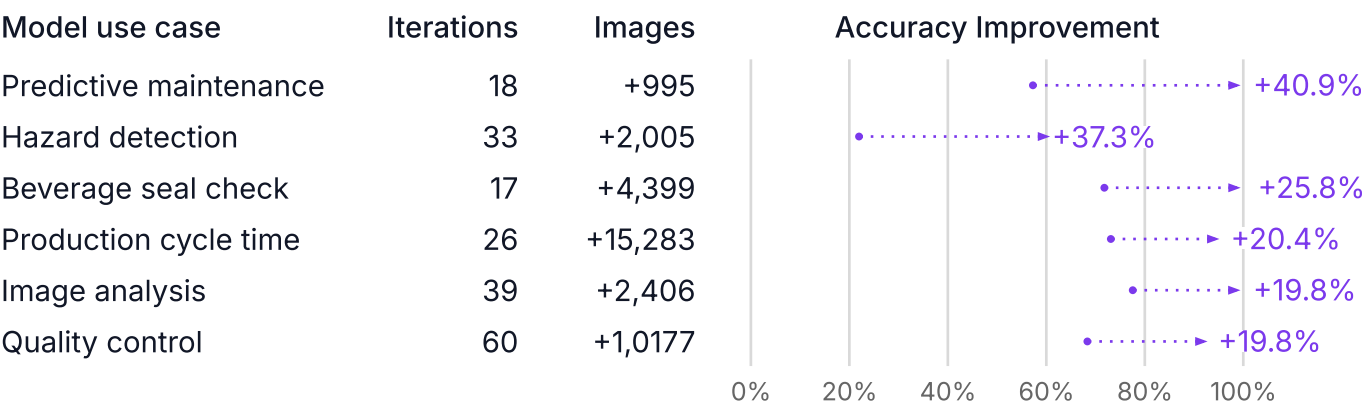 Model use case Iterations Images Accuracy Improvement
Predictive maintenance 18 +995 +40.9%
Hazard detection 33 +2,005 +37.3%
Beverage seal check 17 +4,399 +25.8%
Production cycle time 26 +15,283 +20.4%
Image analysis 39 +2,406 +19.8%
Quality control 60 +1,0177 +19.8%
0% 20% 40% 60% 80% 100%